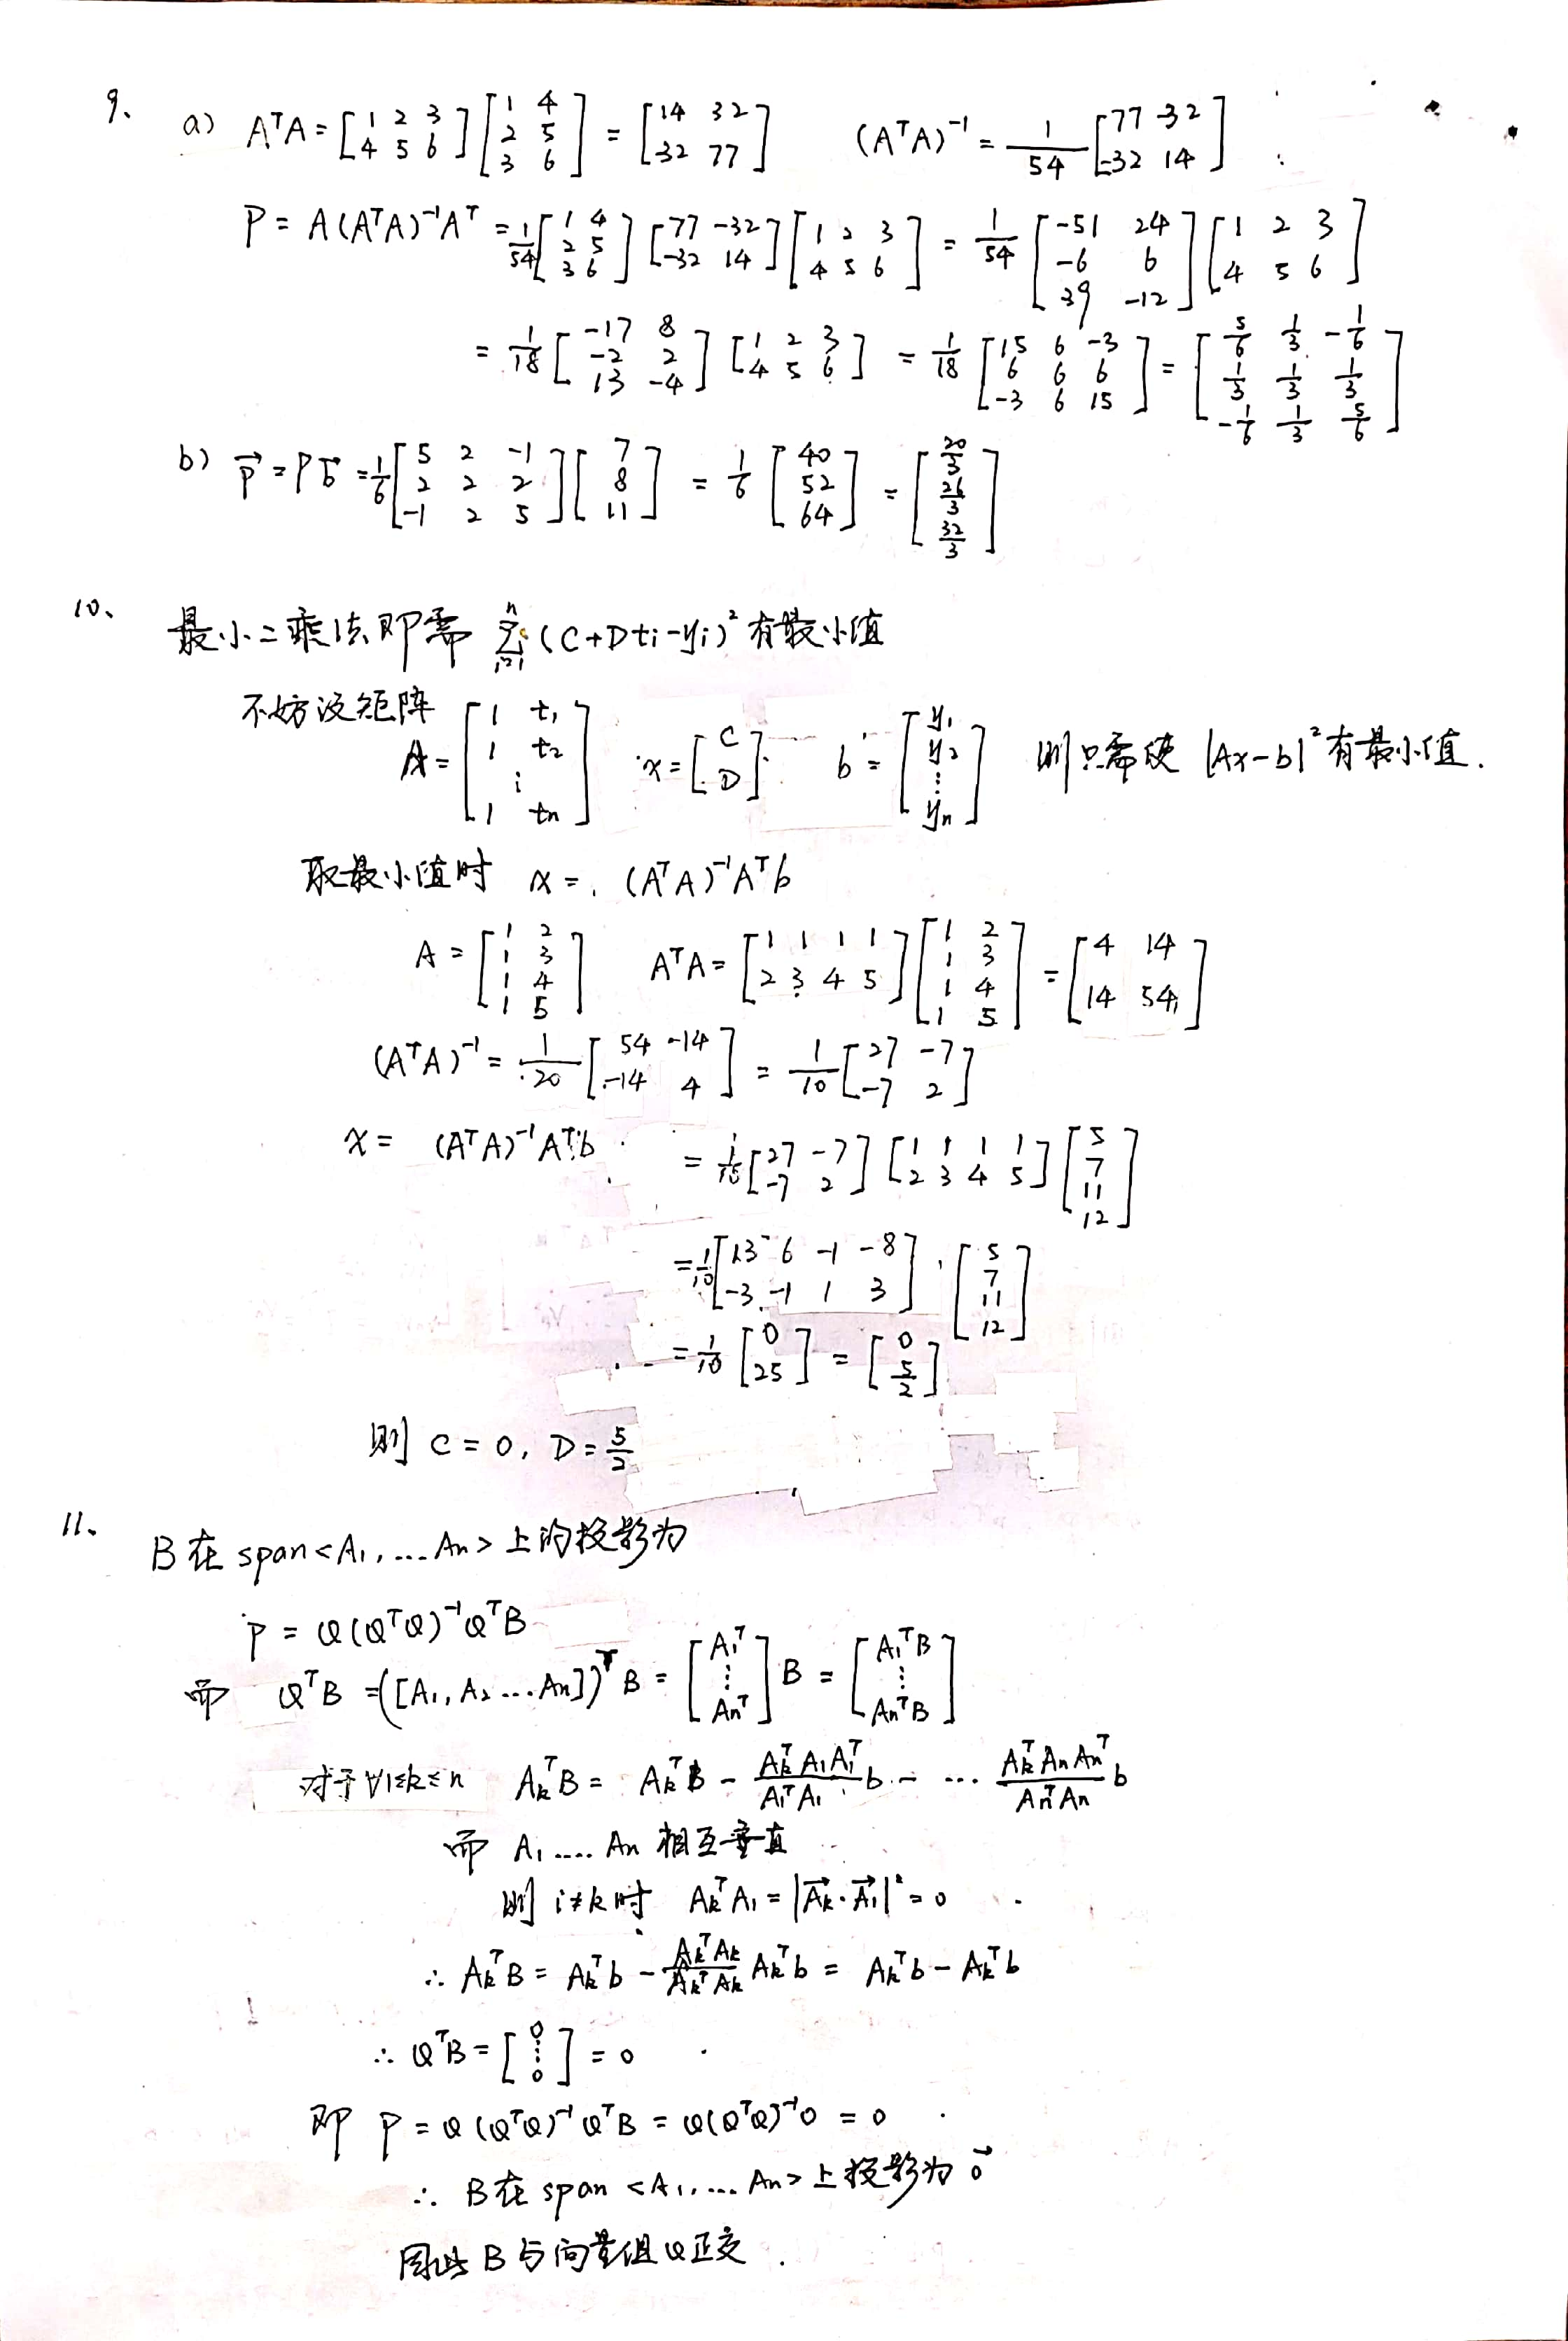 9、 a) AᵀA = [1 2 3; 4 5 6] [1 4; 2 5; 3 6] = [14 32; 32 77] (AᵀA)⁻¹ = 1/54 [77 -32; -32 14]
P = A(AᵀA)⁻¹Aᵀ = 1/54 [1 4; 2 5; 3 6] [77 -32; -32 14] [1 2 3; 4 5 6] = 1/54 [-51 24; -6 6; 39 -12] [1 2 3; 4 5 6]
= 1/18 [-17 8; -2 2; 13 -4] [1 2 3; 4 5 6] = 1/18 [15 6 -3; 6 6 6; -3 6 15] = [5/6 1/3 -1/6; 1/3 1/3 1/3; -1/6 1/3 5/6]
b) p⃗ = Pb⃗ = 1/6 [5 2 -1; 2 2 2; -1 2 5] [7; 8; 11] = 1/6 [40; 52; 64] = [20/3; 26/3; 32/3]
10、 最小二乘法即需 ∑ⁿᵢ₌₁ (C+Dti-yi)² 有最小值
不妨设矩阵
A = [1 t₁; 1 t₂; ⋮; 1 tn] x = [C; D] b = [y₁; y₂; ⋮; yn] 则只需使 |Ax-b|² 有最小值.
取最小值时 x = (AᵀA)⁻¹Aᵀb
A = [1 2; 1 3; 1 4; 1 5] AᵀA = [1 1 1 1; 2 3 4 5] [1 2; 1 3; 1 4; 1 5] = [4 14; 14 54]
(AᵀA)⁻¹ = 1/20 [54 -14; -14 4] = 1/10 [27 -7; -7 2]
x = (AᵀA)⁻¹Aᵀb = 1/10 [27 -7; -7 2] [1 1 1 1; 2 3 4 5] [5; 7; 11; 12]
= 1/10 [13 6 -1 -8; -3 -1 1 3] · [5; 7; 11; 12]
= 1/10 [0; 25] = [0; 5/2]
则 C = 0, D = 5/2
11、 B在 span<A₁, ... An> 上的投影为
P = Q(QᵀQ)⁻¹QᵀB
而 QᵀB = ([A₁, A₂ ... An])ᵀB = [A₁ᵀ; ⋮; Anᵀ] B = [A₁ᵀB; ⋮; AnᵀB]
对于∀1≤k≤n AkᵀB = Akᵀb - AkᵀA₁A₁ᵀ/A₁ᵀA₁ b - ... AkᵀAnAnᵀ/AnᵀAn b
而 A₁ .... An 相互垂直
则 i≠k时 AkᵀA₁ = |A⃗k·A⃗₁|² = 0
∴ AkᵀB = Akᵀb - AkᵀAk/AkᵀAk Akᵀb = Akᵀb - Akᵀb
∴ QᵀB = [0; ⋮; 0] = 0
即 P = Q(QᵀQ)⁻¹QᵀB = Q(QᵀQ)⁻¹0 = 0
∴ B在 span <A₁, ... An> 上投影为 0⃗
因此 B与向量组Q正交.